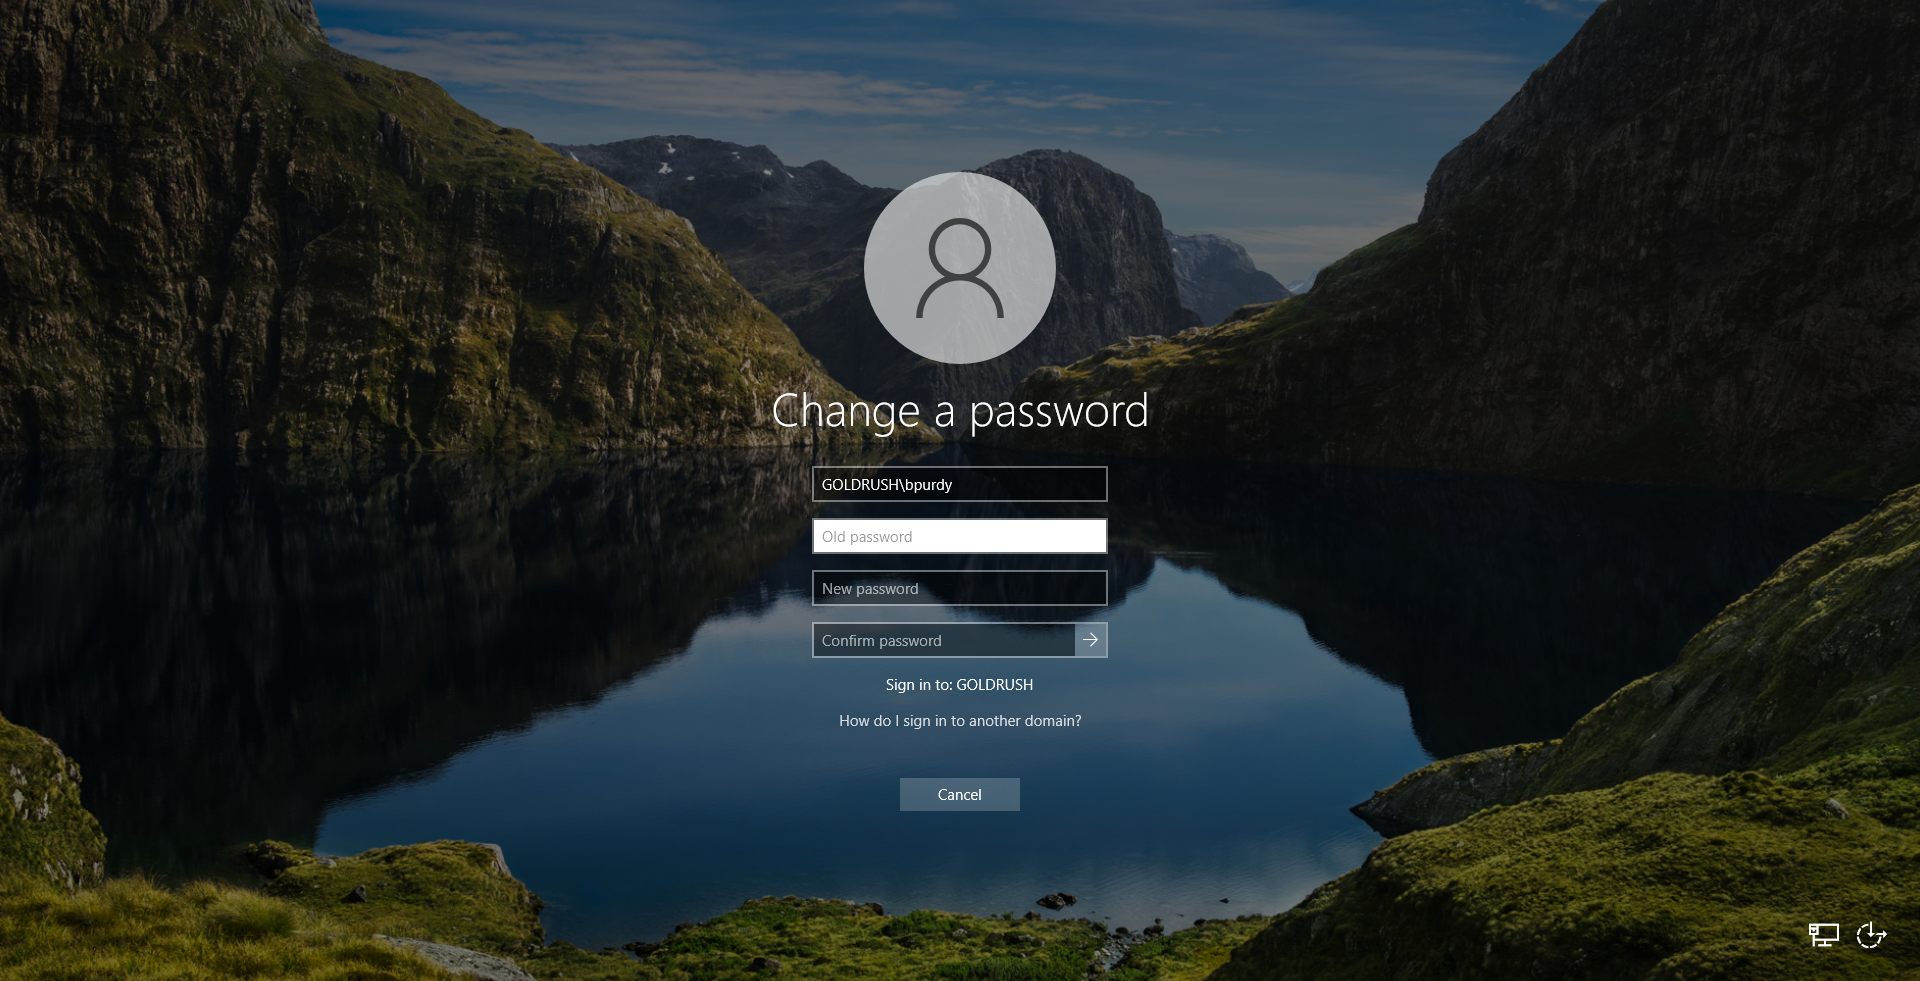 Change a password
GOLDRUSH\bpurdy
Old password
New password
Confirm password
Sign in to: GOLDRUSH
How do I sign in to another domain?
Cancel